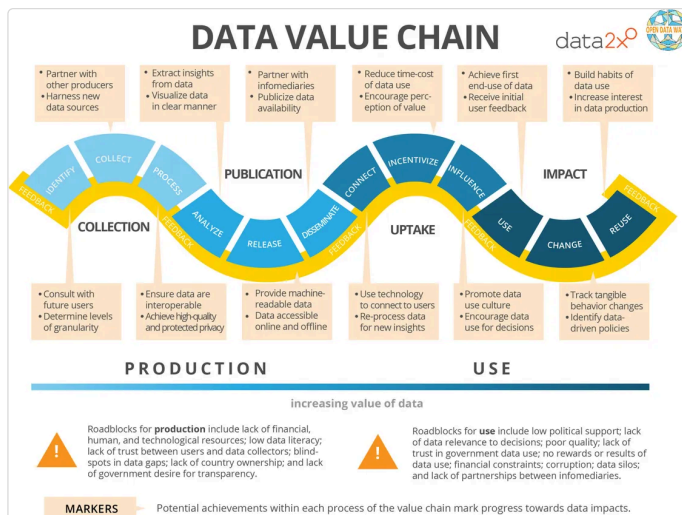 DATA VALUE CHAIN
data2x
OPEN DATA WA
• Partner with
other producers
• Harness new
data sources
• Extract insights
from data
• Visualize data
in clear manner
• Partner with
infomediaries
• Publicize data
availability
• Reduce time-cost
of data use
• Encourage perc-
eption of value
• Achieve first
end-use of data
• Receive initial
user feedback
• Build habits of
data use
• Increase interest
in data production
FEEDBACK
IDENTIFY
COLLECT
PROCESS
COLLECTION
FEEDBACK
PUBLICATION
ANALYZE
RELEASE
DISSEMINATE
FEEDBACK
CONNECT
INCENTIVIZE
INFLUENCE
UPTAKE
IMPACT
USE
CHANGE
REUSE
FEEDBACK
• Consult with
future users
• Determine levels
of granularity
• Ensure data are
interoperable
• Achieve high-quality
and protected privacy
• Provide machine-
readable data
• Data accessible
online and offline
• Use technology
to connect to users
• Re-process data
for new insights
• Promote data
use culture
• Encourage data
use for decisions
• Track tangible
behavior changes
• Identify data-
driven policies
PRODUCTION
USE
increasing value of data
!
Roadblocks for production include lack of financial,
human, and technological resources; low data literacy;
lack of trust between users and data collectors; blind-
spots in data gaps; lack of country ownership; and lack
of government desire for transparency.
!
Roadblocks for use include low political support; lack
of data relevance to decisions; poor quality; lack of
trust in government data use; no rewards or results of
data use; financial constraints; corruption; data silos;
and lack of partnerships between infomediaries.
MARKERS
Potential achievements within each process of the value chain mark progress towards data impacts.